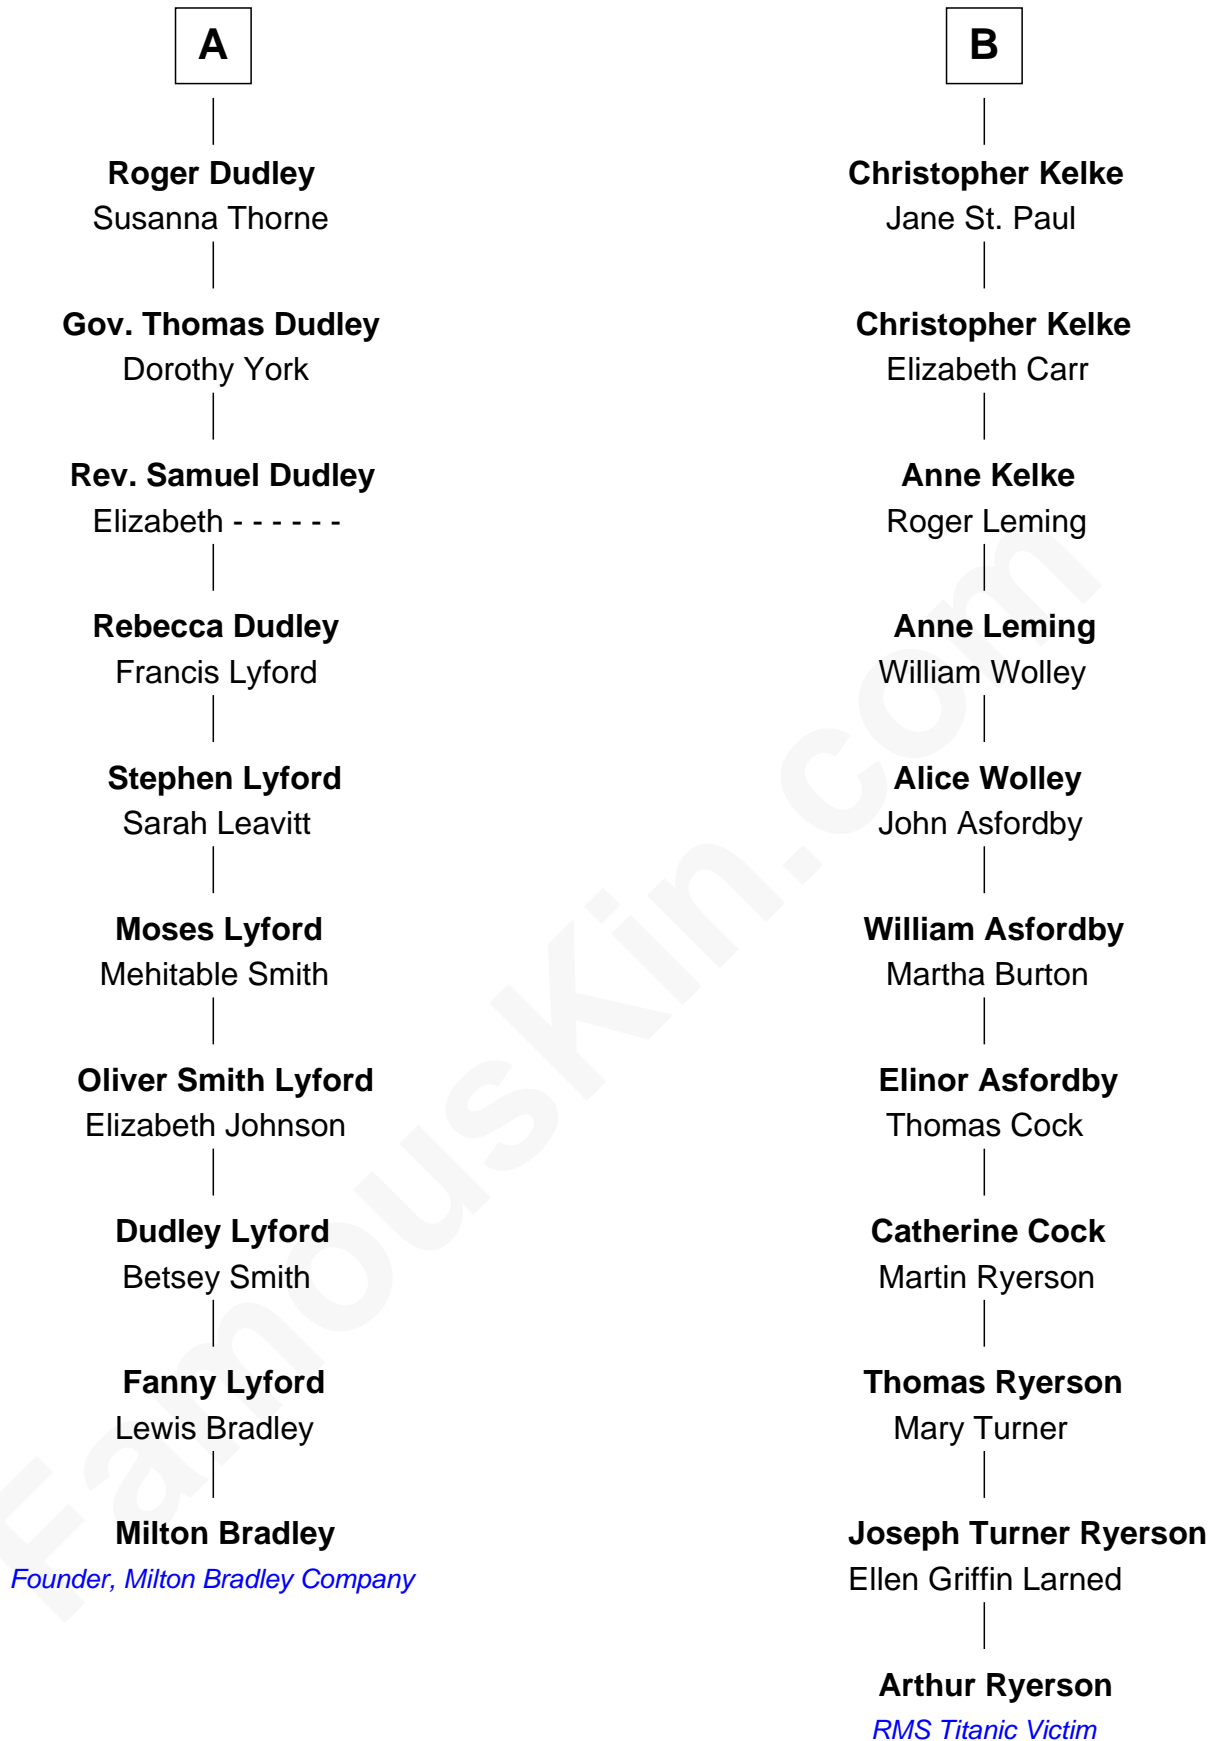 A
Roger Dudley
Susanna Thorne
Gov. Thomas Dudley
Dorothy York
Rev. Samuel Dudley
Elizabeth - - - - - -
Rebecca Dudley
Francis Lyford
Stephen Lyford
Sarah Leavitt
Moses Lyford
Mehitable Smith
Oliver Smith Lyford
Elizabeth Johnson
Dudley Lyford
Betsey Smith
Fanny Lyford
Lewis Bradley
Milton Bradley
Founder, Milton Bradley Company
B
Christopher Kelke
Jane St. Paul
Christopher Kelke
Elizabeth Carr
Anne Kelke
Roger Leming
Anne Leming
William Wolley
Alice Wolley
John Asfordby
William Asfordby
Martha Burton
Elinor Asfordby
Thomas Cock
Catherine Cock
Martin Ryerson
Thomas Ryerson
Mary Turner
Joseph Turner Ryerson
Ellen Griffin Larned
Arthur Ryerson
RMS Titanic Victim
FamousKin.com